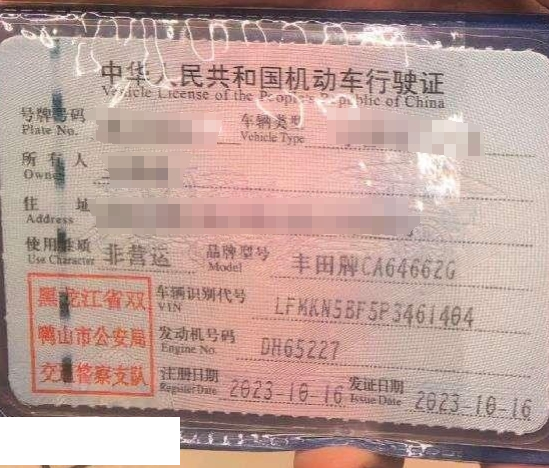 中华人民共和国机动车行驶证
Vehicle License of the People's Republic of China
号牌号码 车辆类型
Plate No. Vehicle Type
所有人
Owner
住址
Address
使用性质 非营运 品牌型号 丰田牌CA64662G
Use Character Model
黑龙江省双
鸭山市公安局
交通警察支队
车辆识别代号 LFMKN5BF5P3461404
VIN
发动机号码 DH65227
Engine No.
注册日期 2023-10-16 发证日期 2023-10-16
Register Date Issue Date